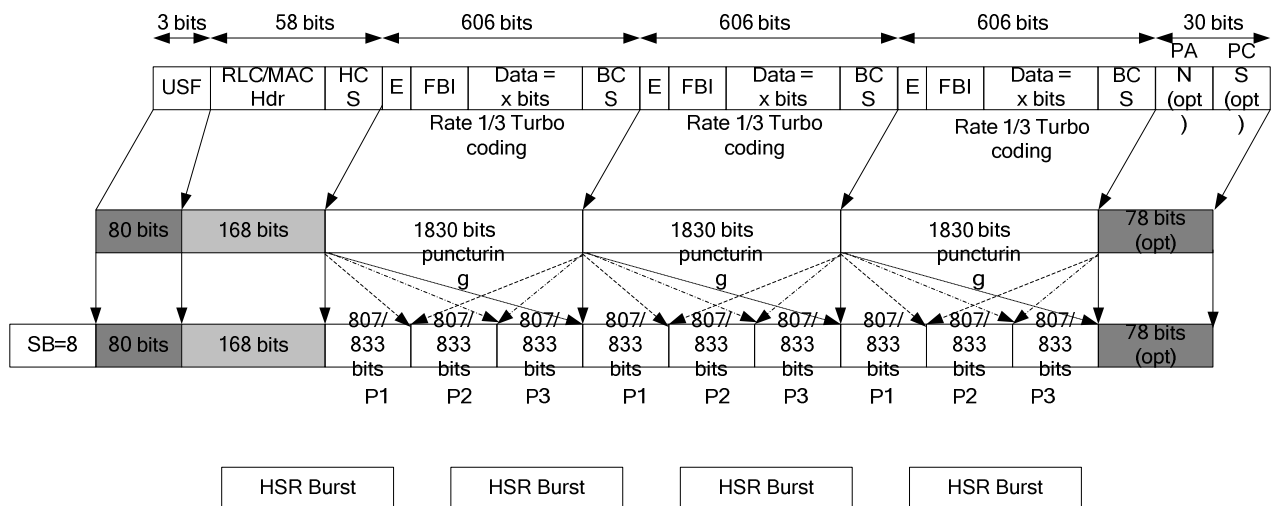 3 bits 58 bits 606 bits 606 bits 606 bits 30 bits
USF RLC/MAC Hdr HC S E FBI Data = x bits BC S E FBI Data = x bits BC S E FBI Data = x bits BC S PA N (opt ) PC S (opt )
Rate 1/3 Turbo coding Rate 1/3 Turbo coding Rate 1/3 Turbo coding
80 bits 168 bits 1830 bits puncturin g 1830 bits puncturin g 1830 bits puncturin g 78 bits (opt)
SB=8 80 bits 168 bits 807/ 833 bits 807/ 833 bits 807/ 833 bits 807/ 833 bits 807/ 833 bits 807/ 833 bits 807/ 833 bits 807/ 833 bits 807/ 833 bits 78 bits (opt)
P1 P2 P3 P1 P2 P3 P1 P2 P3
HSR Burst HSR Burst HSR Burst HSR Burst